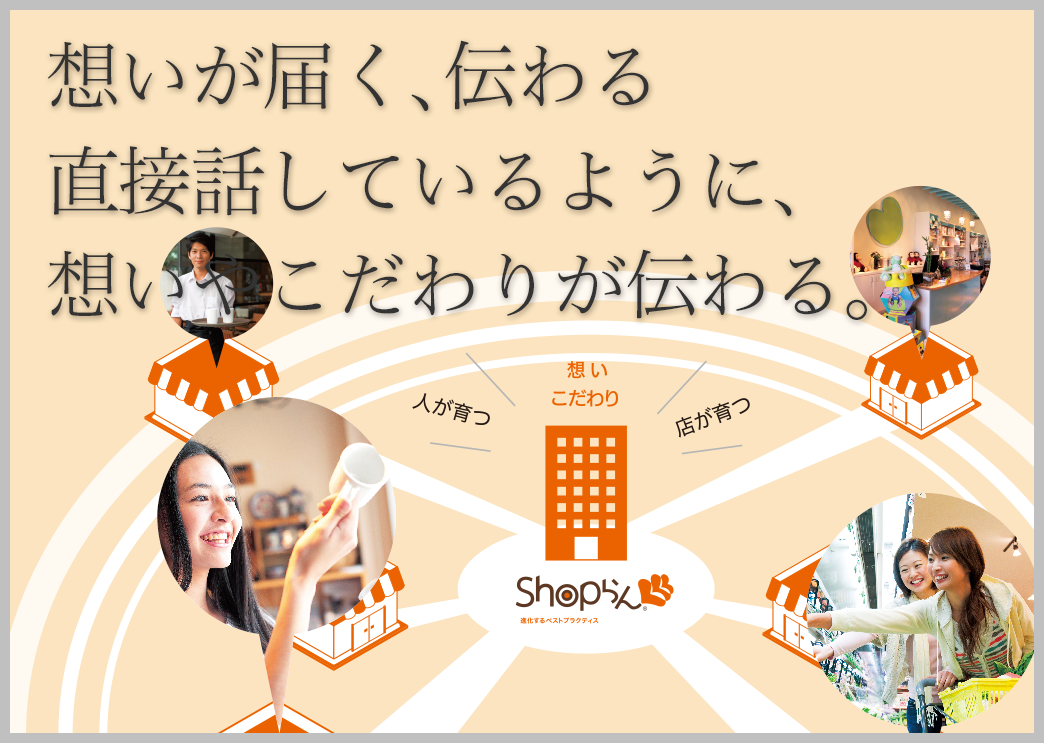 想いが届く、伝わる
直接話しているように、
想い、こだわりが伝わる。
想い
こだわり
人が育つ
店が育つ
Shopらん®
進化するベストプラクティス